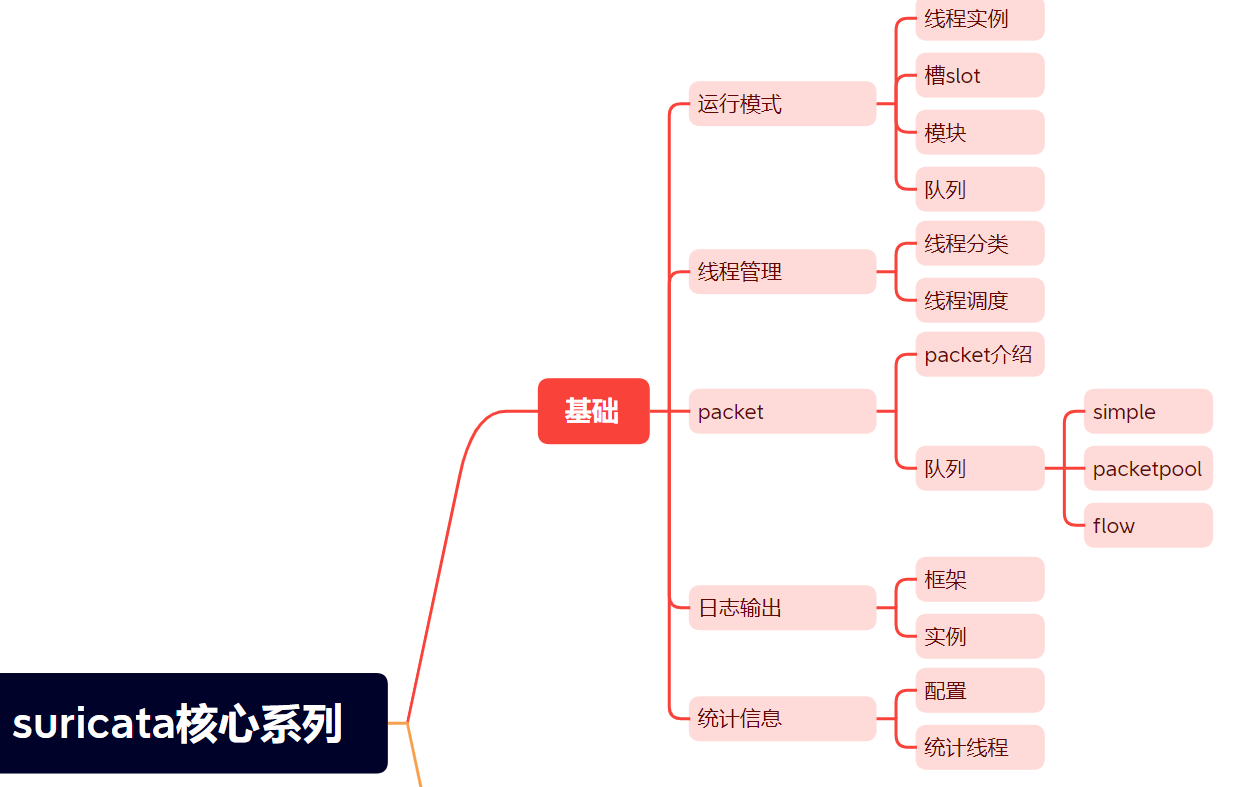 线程实例
槽slot
运行模式
模块
队列
线程分类
线程管理
线程调度
packet介绍
基础
packet
simple
队列
packetpool
flow
框架
日志输出
实例
配置
suricata核心系列
统计信息
统计线程